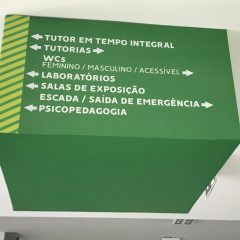 TUTOR EM TEMPO INTEGRAL
TUTORIAS
WCs
FEMININO / MASCULINO / ACESSÍVEL
LABORATÓRIOS
SALAS DE EXPOSIÇÃO
ESCADA / SAÍDA DE EMERGÊNCIA
PSICOPEDAGOGIA